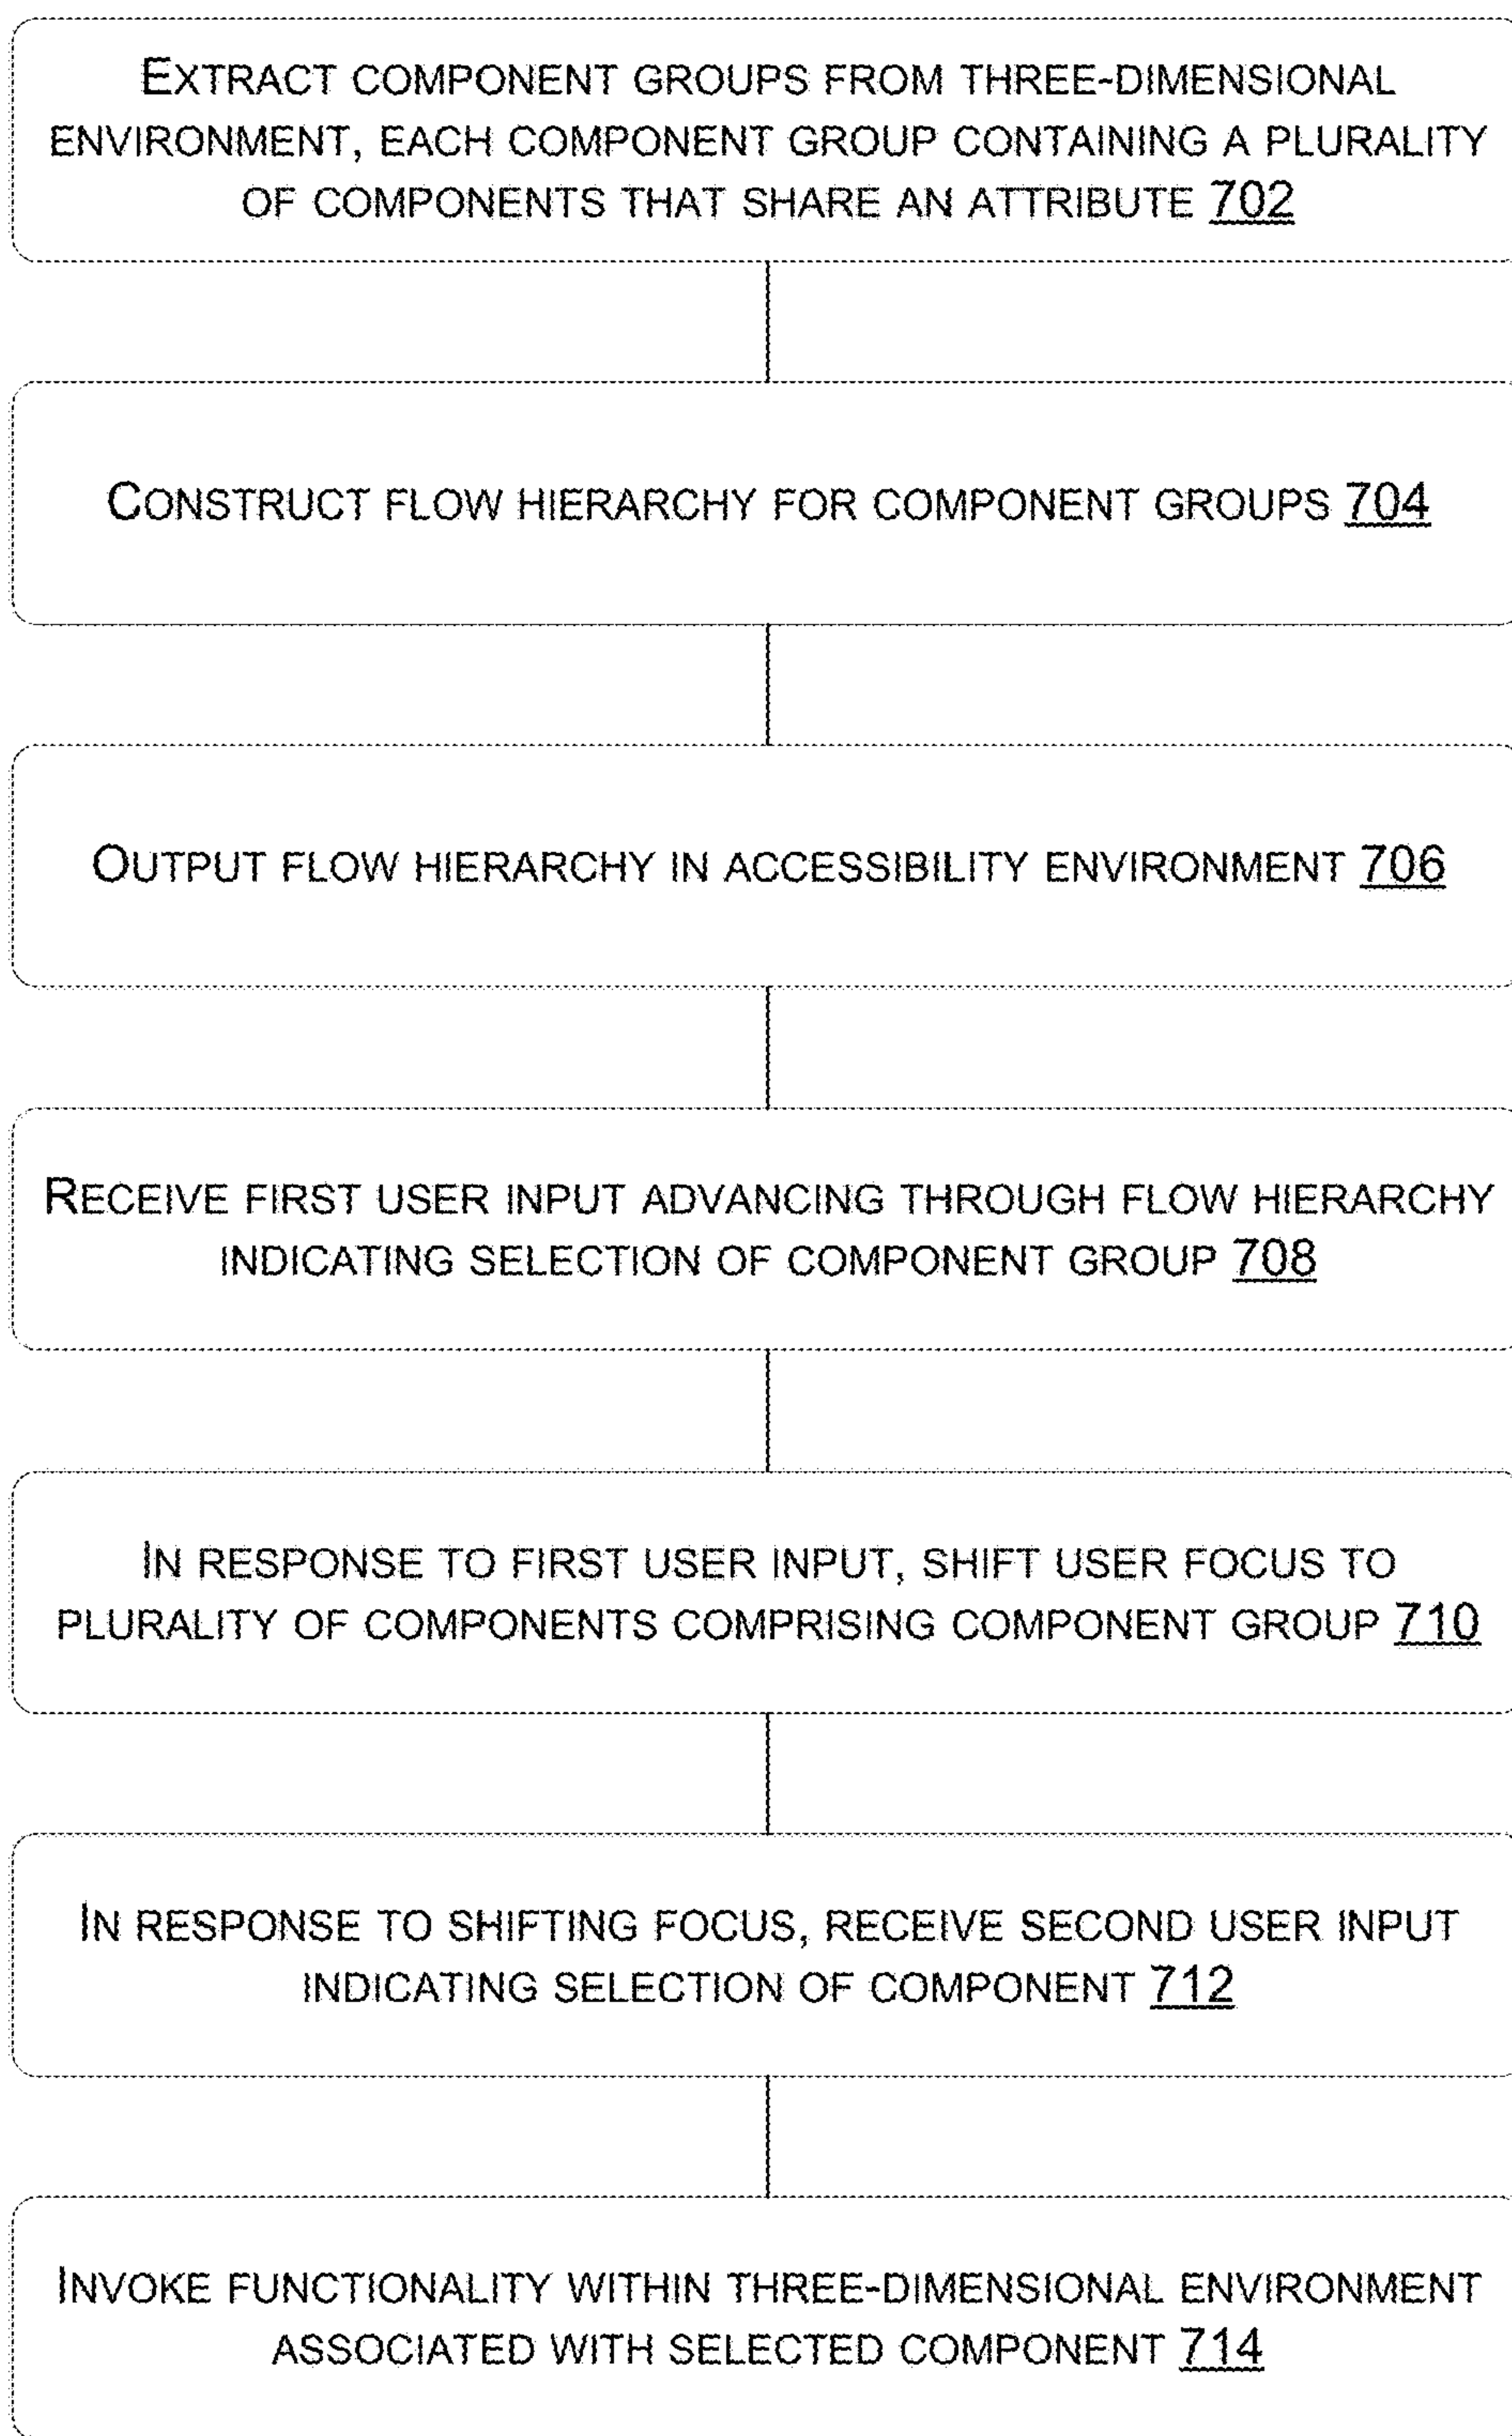 EXTRACT COMPONENT GROUPS FROM THREE-DIMENSIONAL
ENVIRONMENT, EACH COMPONENT GROUP CONTAINING A PLURALITY
OF COMPONENTS THAT SHARE AN ATTRIBUTE 702
CONSTRUCT FLOW HIERARCHY FOR COMPONENT GROUPS 704
OUTPUT FLOW HIERARCHY IN ACCESSIBILITY ENVIRONMENT 706
RECEIVE FIRST USER INPUT ADVANCING THROUGH FLOW HIERARCHY
INDICATING SELECTION OF COMPONENT GROUP 708
IN RESPONSE TO FIRST USER INPUT, SHIFT USER FOCUS TO
PLURALITY OF COMPONENTS COMPRISING COMPONENT GROUP 710
IN RESPONSE TO SHIFTING FOCUS, RECEIVE SECOND USER INPUT
INDICATING SELECTION OF COMPONENT 712
INVOKE FUNCTIONALITY WITHIN THREE-DIMENSIONAL ENVIRONMENT
ASSOCIATED WITH SELECTED COMPONENT 714